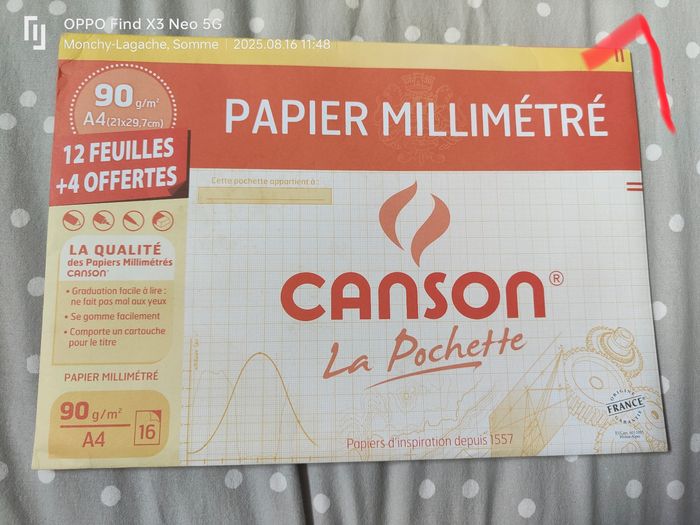 OPPO Find X3 Neo 5G
Monchy-Lagache, Somme | 2025.08.16 11:48
90 g/m²
A4 (21x29,7cm)
12 FEUILLES
+4 OFFERTES
PAPIER MILLIMÉTRÉ
Cette pochette appartient à :
LA QUALITÉ
des Papiers Millimétrés
CANSON®
• Graduation facile à lire :
ne fait pas mal aux yeux
• Se gomme facilement
• Comporte un cartouche
pour le titre
PAPIER MILLIMÉTRÉ
90 g/m²
A4
16
CANSON®
La Pochette
Papiers d'inspiration depuis 1557
ORIGINE
FRANCE
GARANTIE